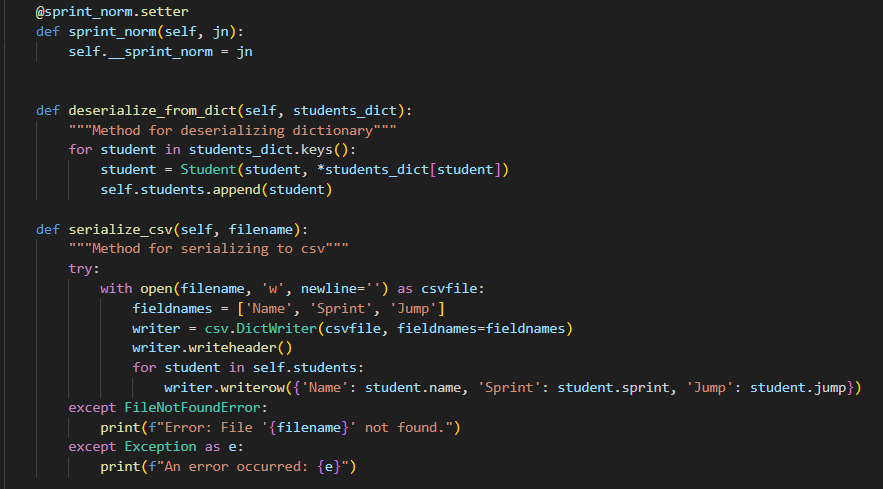 @sprint_norm.setter
def sprint_norm(self, jn):
    self.__sprint_norm = jn
def deserialize_from_dict(self, students_dict):
    """Method for deserializing dictionary"""
    for student in students_dict.keys():
        student = Student(student, *students_dict[student])
        self.students.append(student)
def serialize_csv(self, filename):
    """Method for serializing to csv"""
    try:
        with open(filename, 'w', newline='') as csvfile:
            fieldnames = ['Name', 'Sprint', 'Jump']
            writer = csv.DictWriter(csvfile, fieldnames=fieldnames)
            writer.writeheader()
            for student in self.students:
                writer.writerow({'Name': student.name, 'Sprint': student.sprint, 'Jump': student.jump})
    except FileNotFoundError:
        print(f"Error: File '{filename}' not found.")
    except Exception as e:
        print(f"An error occurred: {e}")